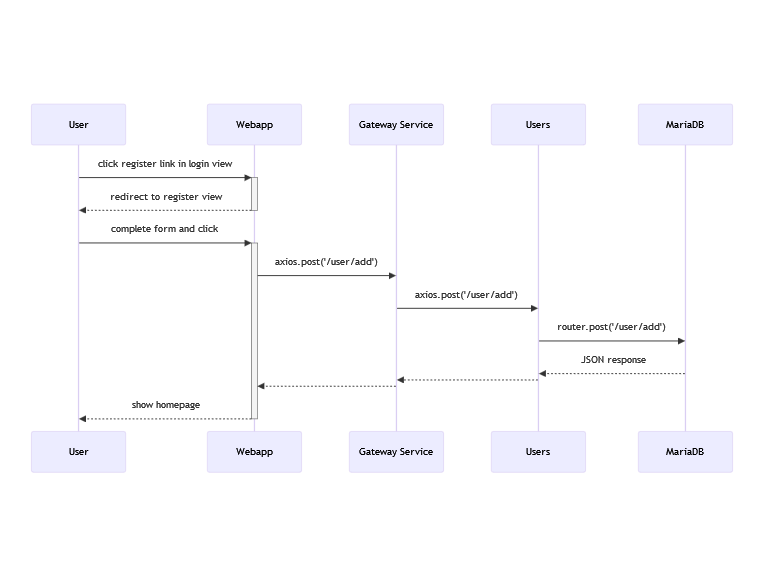 User
Webapp
Gateway Service
Users
MariaDB
click register link in login view
redirect to register view
complete form and click
axios.post('/user/add')
axios.post('/user/add')
router.post('/user/add')
JSON response
show homepage
User
Webapp
Gateway Service
Users
MariaDB